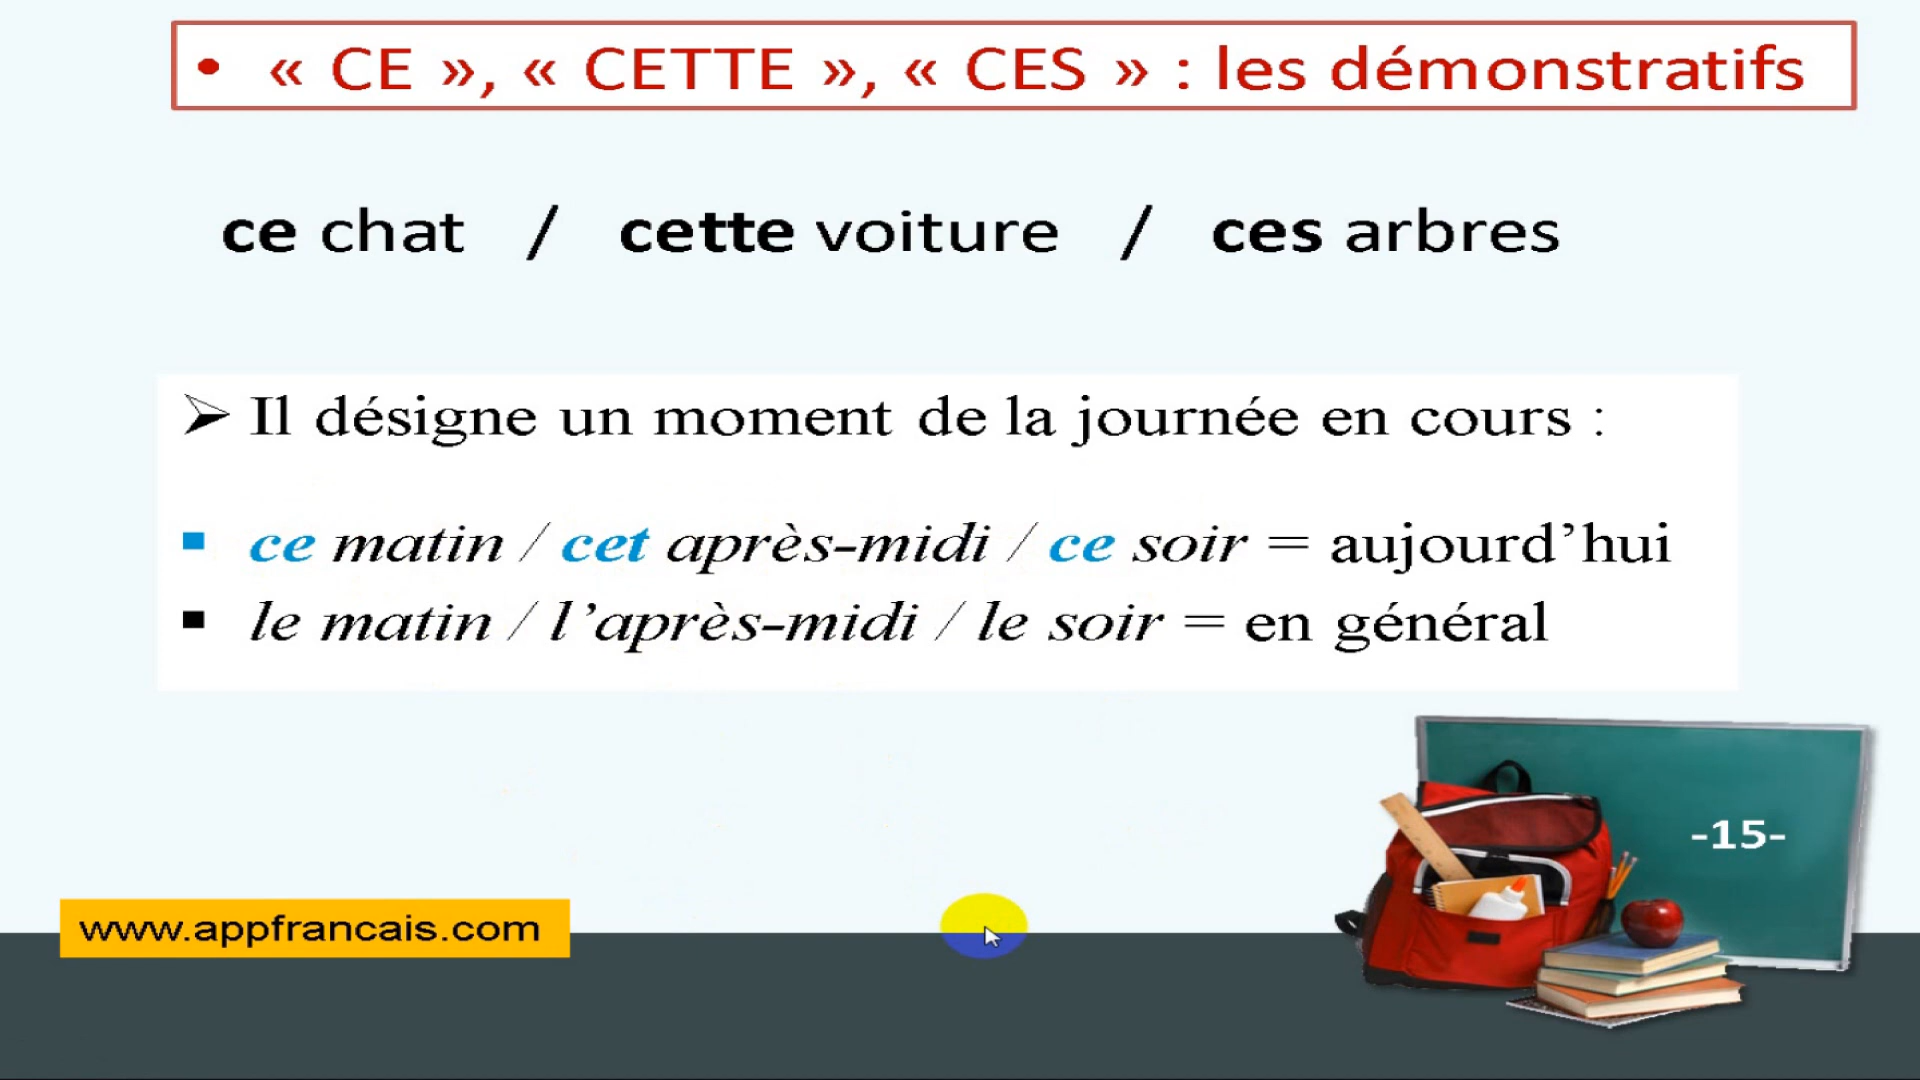 • « CE », « CETTE », « CES » : les démonstratifs
ce chat / cette voiture / ces arbres
➢ Il désigne un moment de la journée en cours :
▪ ce matin / cet après-midi / ce soir = aujourd’hui
▪ le matin / l’après-midi / le soir = en général
-15-
www.appfrancais.com